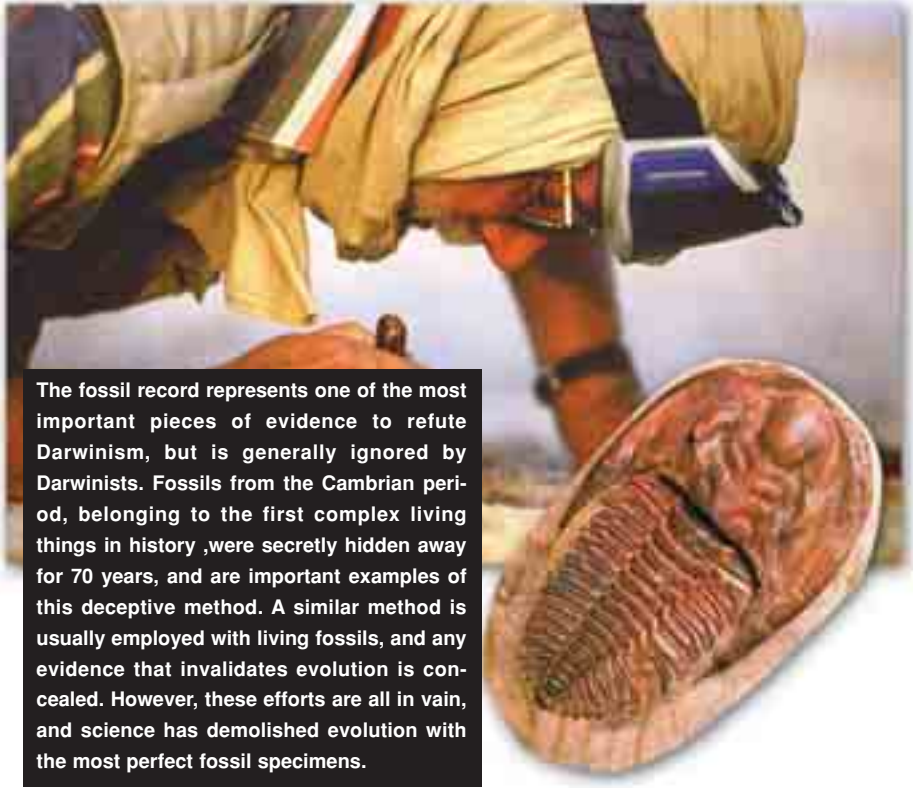 The fossil record represents one of the most
important pieces of evidence to refute
Darwinism, but is generally ignored by
Darwinists. Fossils from the Cambrian peri-
od, belonging to the first complex living
things in history ,were secretly hidden away
for 70 years, and are important examples of
this deceptive method. A similar method is
usually employed with living fossils, and any
evidence that invalidates evolution is con-
cealed. However, these efforts are all in vain,
and science has demolished evolution with
the most perfect fossil specimens.